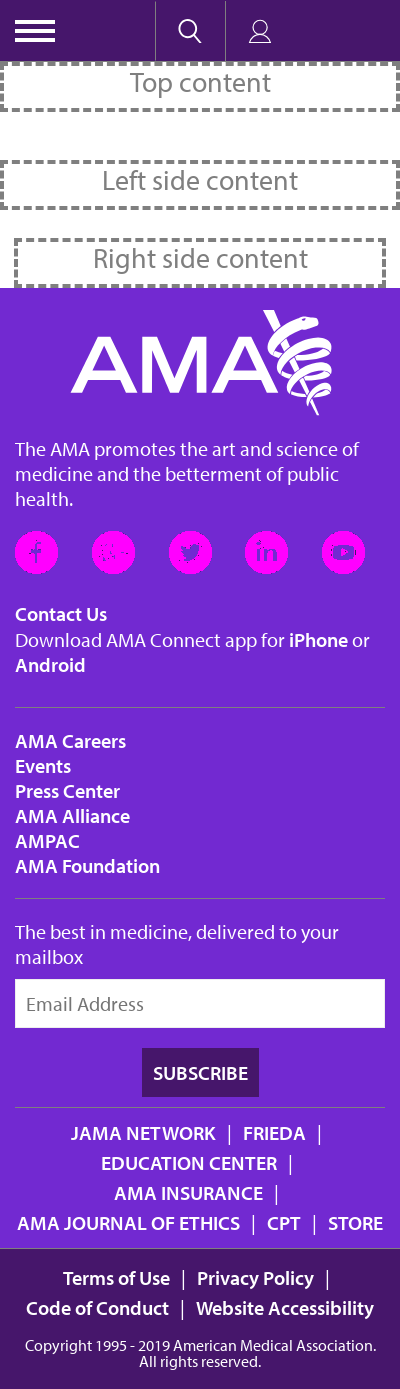 Top content
Left side content
Right side content
AMA
The AMA promotes the art and science of
medicine and the betterment of public
health.
Contact Us
Download AMA Connect app for iPhone or
Android
AMA Careers
Events
Press Center
AMA Alliance
AMPAC
AMA Foundation
The best in medicine, delivered to your
mailbox
Email Address
SUBSCRIBE
JAMA NETWORK | FRIEDA |
EDUCATION CENTER |
AMA INSURANCE |
AMA JOURNAL OF ETHICS | CPT | STORE
Terms of Use | Privacy Policy |
Code of Conduct | Website Accessibility
Copyright 1995 - 2019 American Medical Association.
All rights reserved.